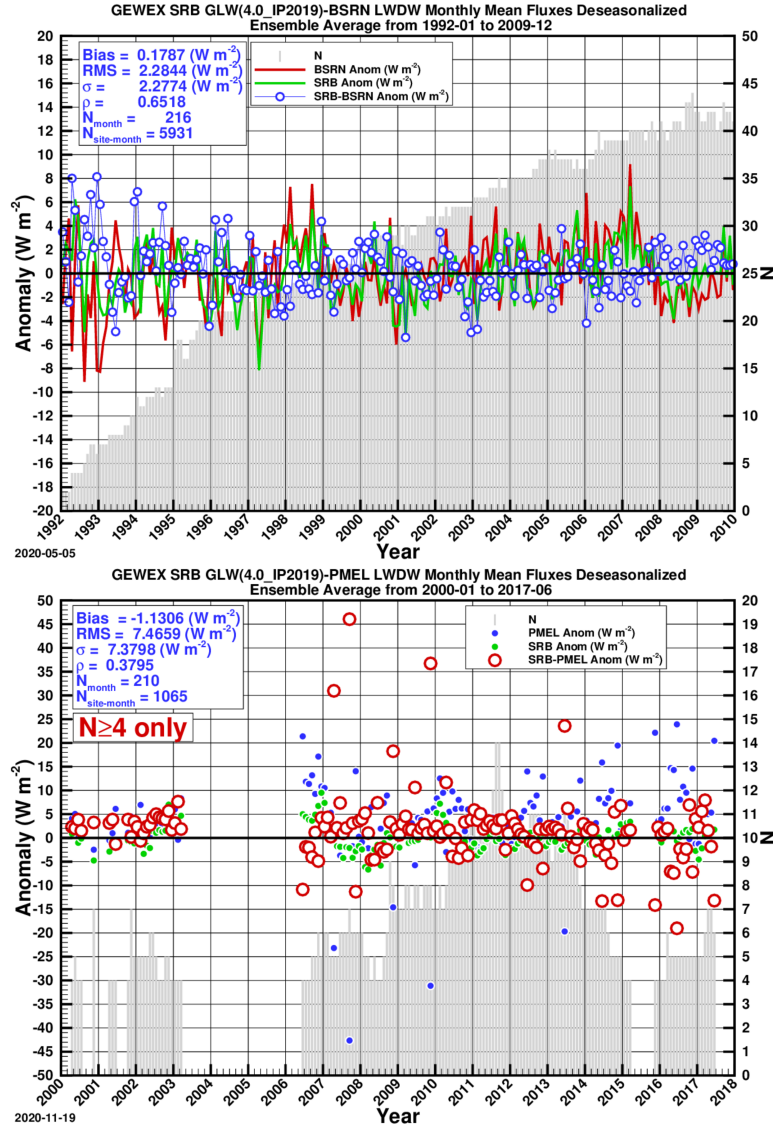 GEWEX SRB GLW(4.0_IP2019)-BSRN LWDW Monthly Mean Fluxes Deseasonalized
Ensemble Average from 1992-01 to 2009-12
Bias = 0.1787 (W m-2)
RMS = 2.2844 (W m-2)
σ = 2.2774 (W m-2)
ρ = 0.6518
Nmonth = 216
Nsite-month = 5931
N
BSRN Anom (W m-2)
SRB Anom (W m-2)
SRB-BSRN Anom (W m-2)
20 18 16 14 12 10 8 6 4 2 0 -2 -4 -6 -8 -10 -12 -14 -16 -18 -20
Anomaly (W m-2)
50 45 40 35 30 25 20 15 10 5 0
N
1992 1993 1994 1995 1996 1997 1998 1999 2000 2001 2002 2003 2004 2005 2006 2007 2008 2009 2010
Year
2020-05-05
GEWEX SRB GLW(4.0_IP2019)-PMEL LWDW Monthly Mean Fluxes Deseasonalized
Ensemble Average from 2000-01 to 2017-06
Bias = -1.1306 (W m-2)
RMS = 7.4659 (W m-2)
σ = 7.3798 (W m-2)
ρ = 0.3795
Nmonth = 210
Nsite-month = 1065
N≥4 only
N
PMEL Anom (W m-2)
SRB Anom (W m-2)
SRB-PMEL Anom (W m-2)
50 45 40 35 30 25 20 15 10 5 0 -5 -10 -15 -20 -25 -30 -35 -40 -45 -50
Anomaly (W m-2)
20 19 18 17 16 15 14 13 12 11 10 9 8 7 6 5 4 3 2 1 0
N
2000 2001 2002 2003 2004 2005 2006 2007 2008 2009 2010 2011 2012 2013 2014 2015 2016 2017 2018
Year
2020-11-19